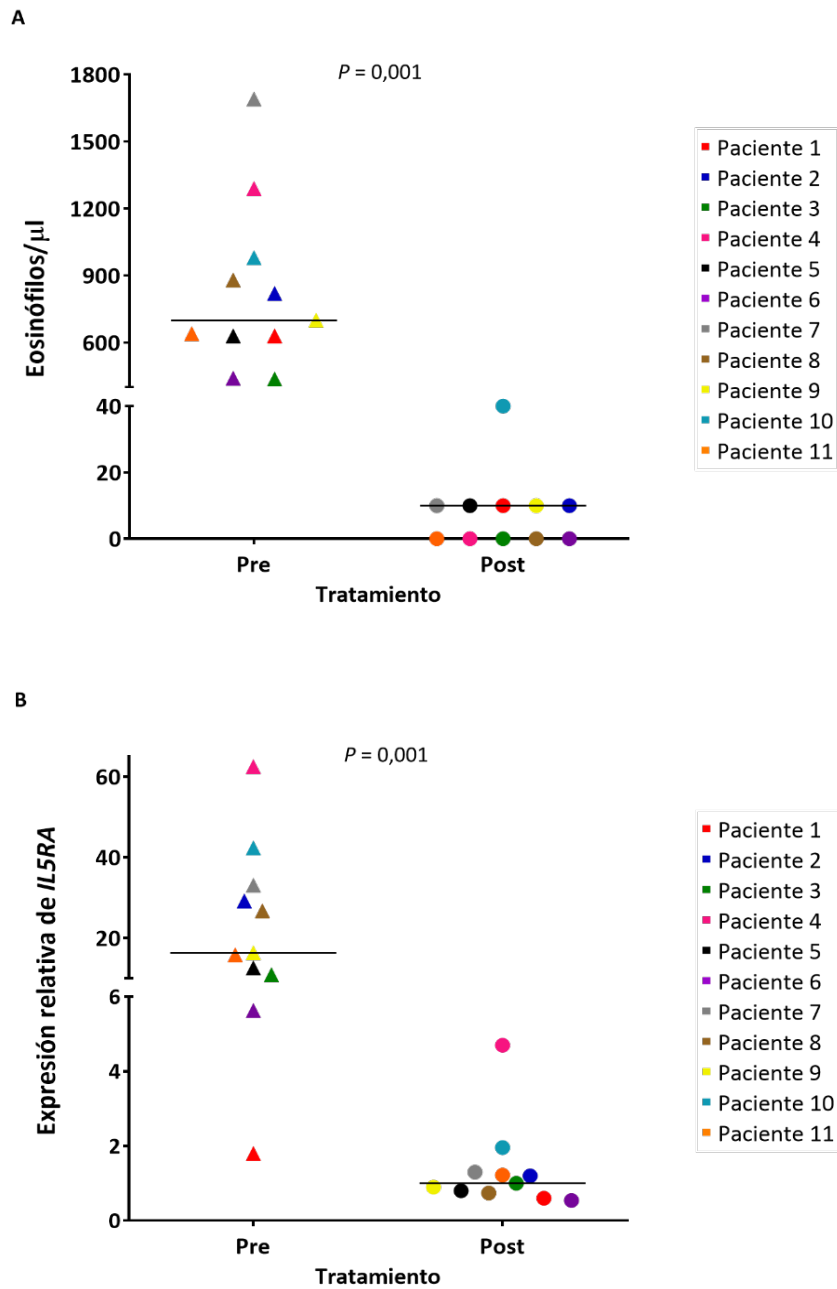 A
P = 0,001
Eosinófilos/µl
1800
1500
1200
900
600
40
20
0
Pre
Post
Tratamiento
Paciente 1
Paciente 2
Paciente 3
Paciente 4
Paciente 5
Paciente 6
Paciente 7
Paciente 8
Paciente 9
Paciente 10
Paciente 11
B
P = 0,001
Expresión relativa de IL5RA
60
40
20
6
4
2
0
Pre
Post
Tratamiento
Paciente 1
Paciente 2
Paciente 3
Paciente 4
Paciente 5
Paciente 6
Paciente 7
Paciente 8
Paciente 9
Paciente 10
Paciente 11